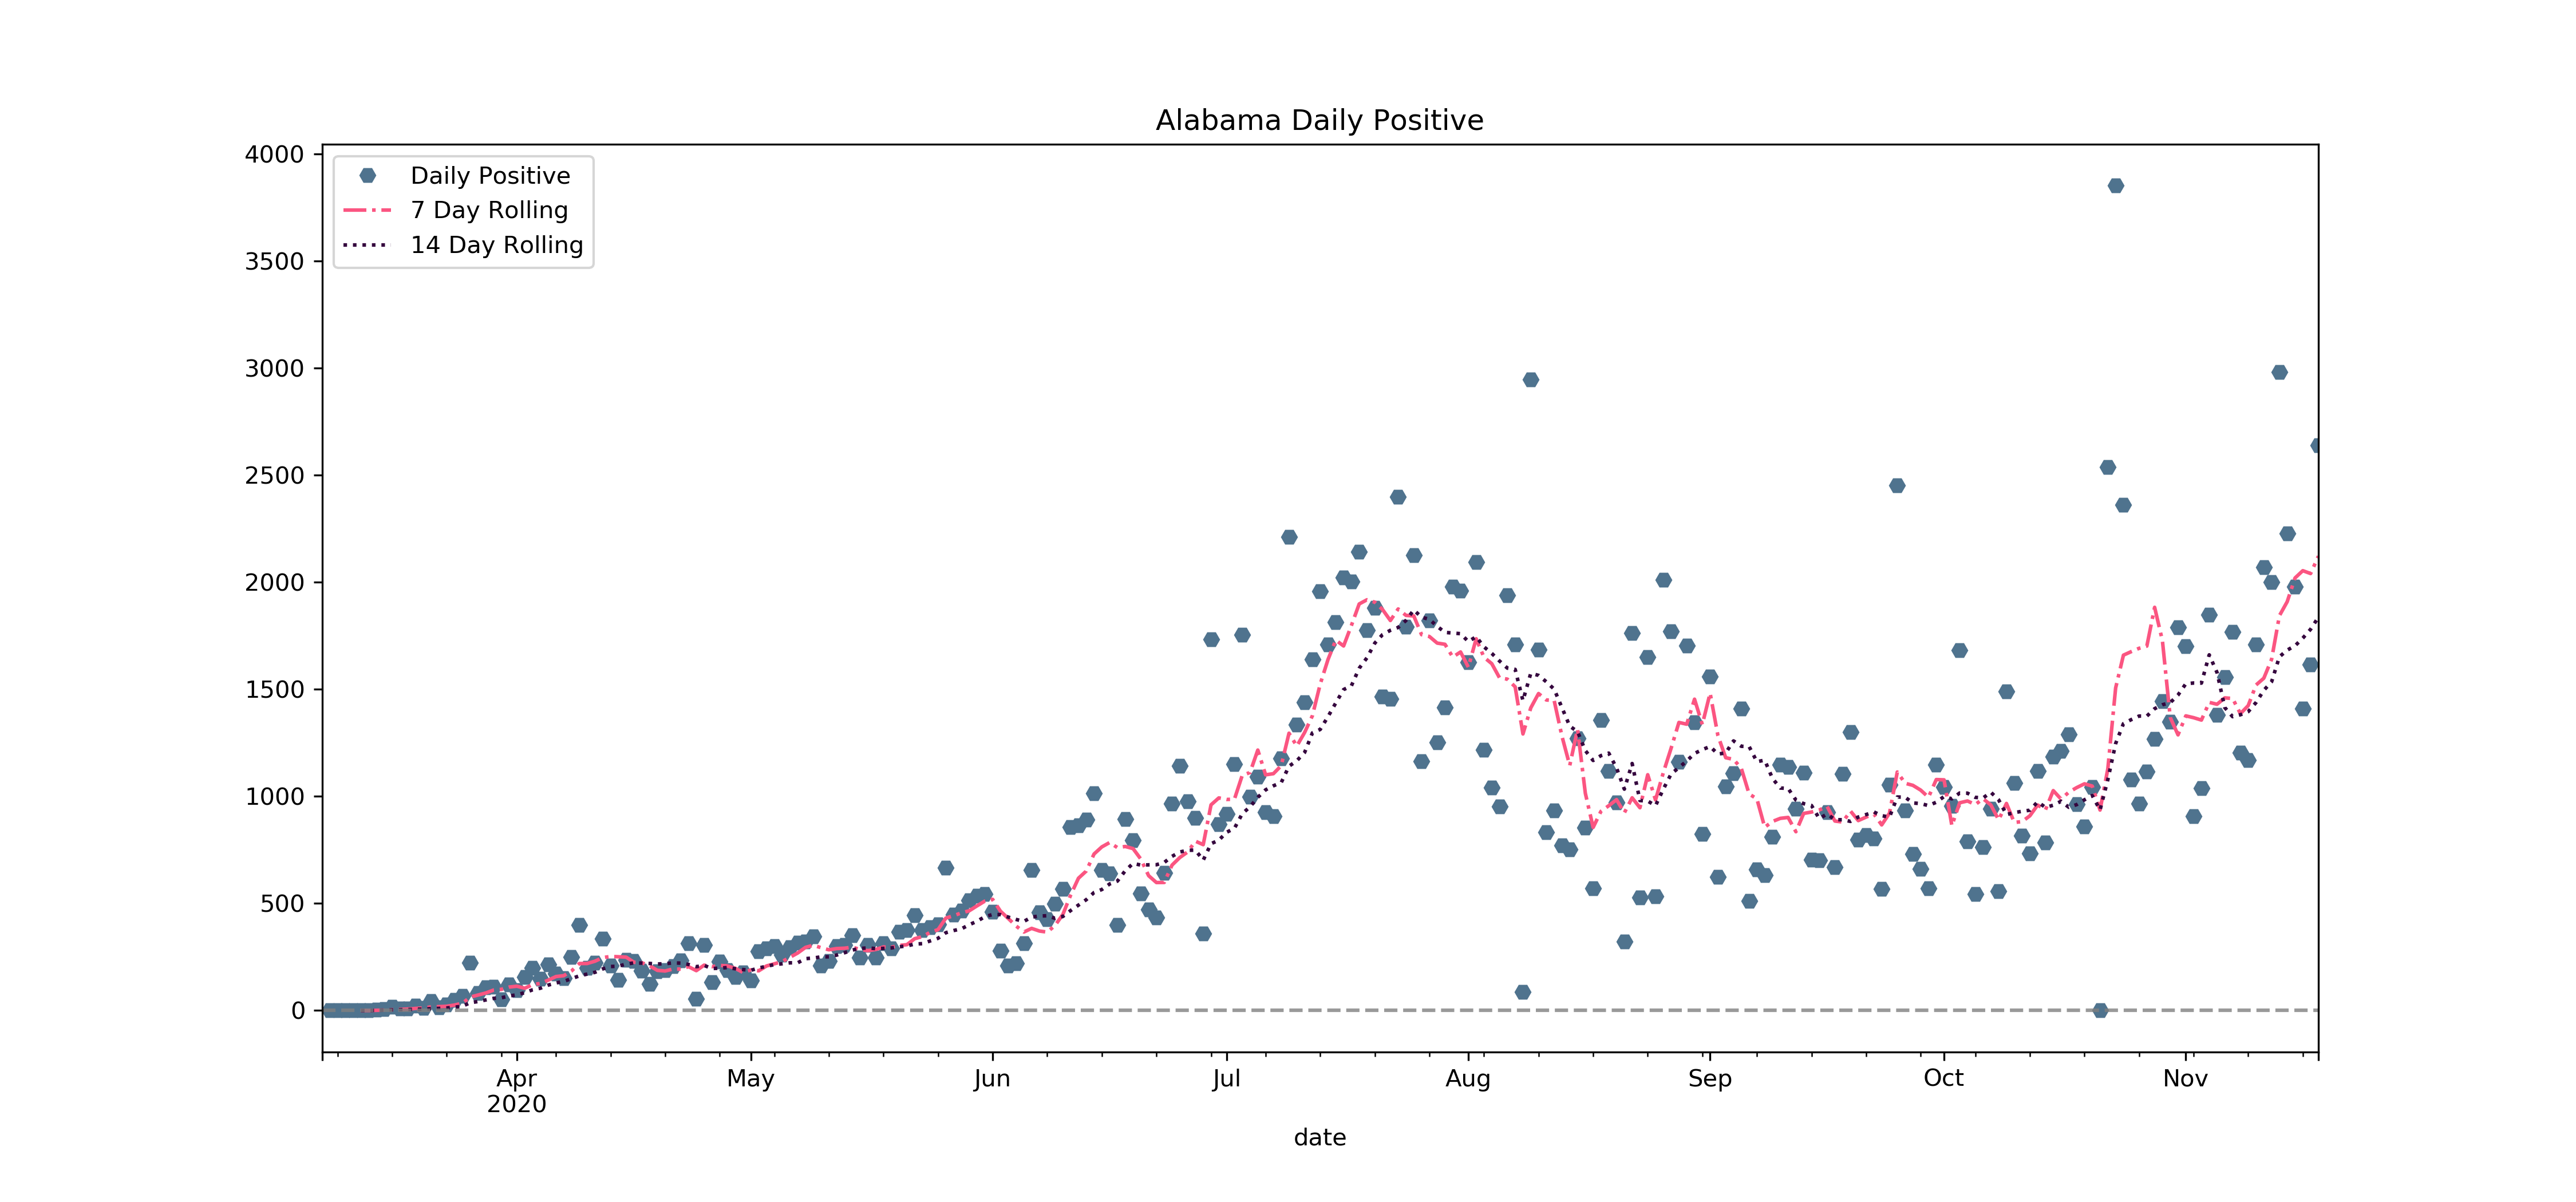 Alabama Daily Positive
4000
3500
3000
2500
2000
1500
1000
500
0
Daily Positive
7 Day Rolling
14 Day Rolling
Apr May Jun Jul Aug Sep Oct Nov
2020
date